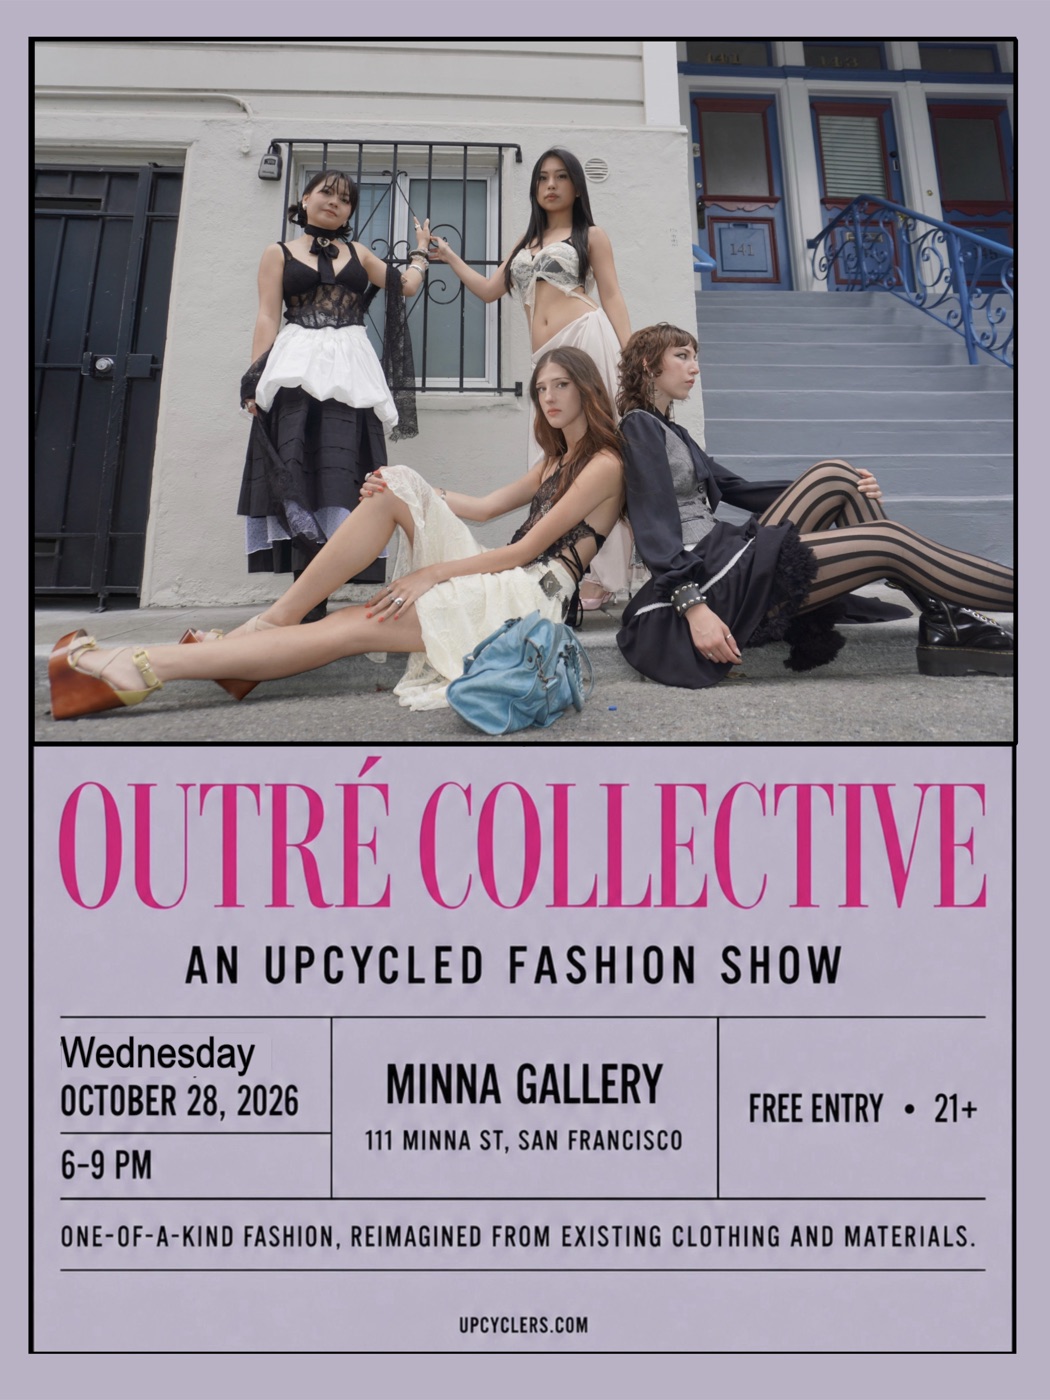 141
OUTRÉ COLLECTIVE
AN UPCYCLED FASHION SHOW
Wednesday
OCTOBER 28, 2026
6-9 PM
MINNA GALLERY
111 MINNA ST, SAN FRANCISCO
FREE ENTRY • 21+
ONE-OF-A-KIND FASHION, REIMAGINED FROM EXISTING CLOTHING AND MATERIALS.
UPCYCLERS.COM